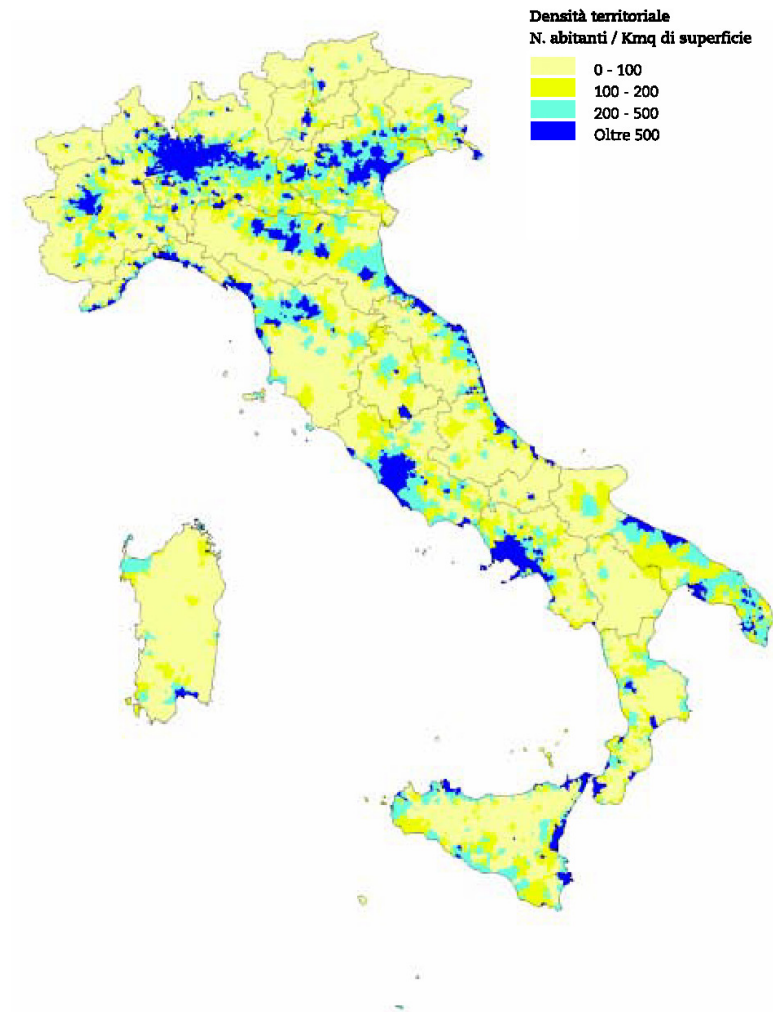 Densità territoriale
N. abitanti / Kmq di superficie
0 - 100
100 - 200
200 - 500
Oltre 500